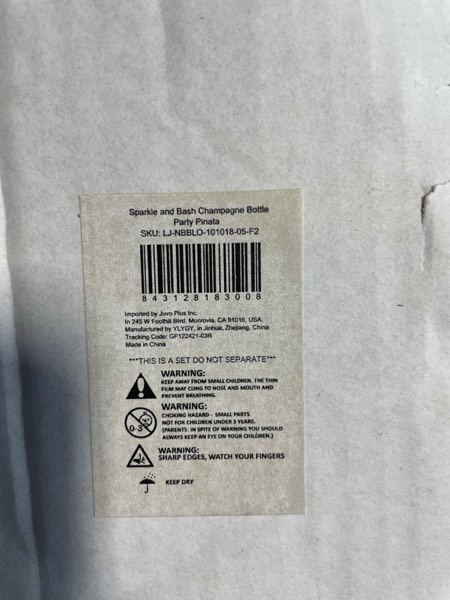 Sparkle and Bash Champagne Bottle
Party Pinata
SKU: LJ-NBBLO-101018-05-F2
8 43128 18300 8
Imported by Juvo Plus Inc.
In 245 W Foothill Blvd, Monrovia, CA 91016, USA.
Manufactured by YLYGY, in Jinhua, Zhejiang, China
Tracking Code: GP122421-03R
Made in China
***THIS IS A SET DO NOT SEPARATE***
WARNING:
KEEP AWAY FROM SMALL CHILDREN. THE THIN
FILM MAY CLING TO NOSE AND MOUTH AND
PREVENT BREATHING.
0-3
WARNING:
CHOKING HAZARD - SMALL PARTS
NOT FOR CHILDREN UNDER 3 YEARS.
(PARENTS: IN SPITE OF WARNING YOU SHOULD
ALWAYS KEEP AN EYE ON YOUR CHILDREN.)
WARNING:
SHARP EDGES, WATCH YOUR FINGERS
KEEP DRY